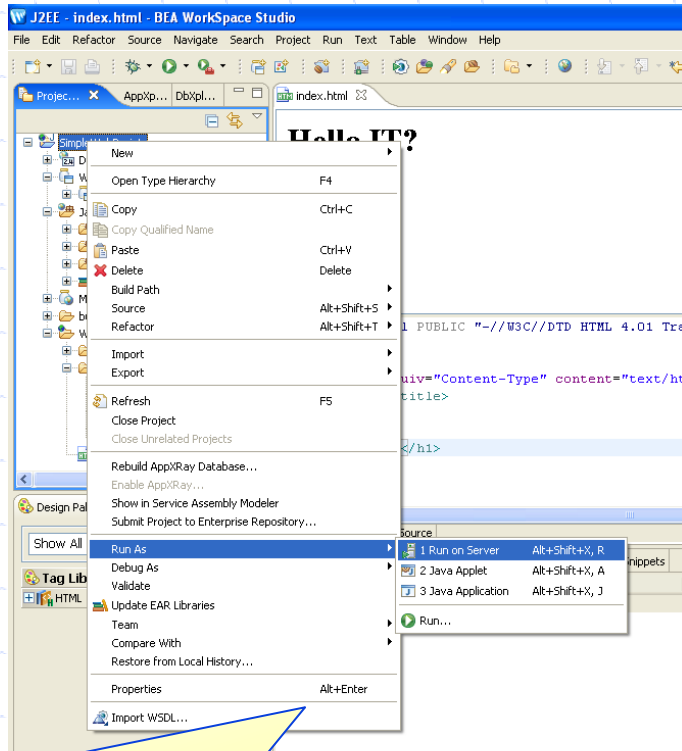 J2EE - index.html - BEA WorkSpace Studio
File Edit Refactor Source Navigate Search Project Run Text Table Window Help
Projec... AppXp... DbXpl... index.html
Hello IT?
New
Open Type Hierarchy F4
Copy Ctrl+C
Copy Qualified Name
Paste Ctrl+V
Delete Delete
Build Path
Source Alt+Shift+S
Refactor Alt+Shift+T
1 PUBLIC "-//W3C//DTD HTML 4.01 Tra
Import
Export
uiv="Content-Type" content="text/ht
title>
Refresh F5
Close Project
Close Unrelated Projects
</h1>
Rebuild AppXRay Database...
Enable AppXRay...
Show in Service Assembly Modeler
Submit Project to Enterprise Repository...
Design Pal
Show All
Source
Run As
1 Run on Server Alt+Shift+X, R
nippets
Debug As
2 Java Applet Alt+Shift+X, A
Tag Lib
Validate
3 Java Application Alt+Shift+X, J
HTML
Update EAR Libraries
Team
Run...
Compare With
Restore from Local History...
Properties Alt+Enter
Import WSDL...